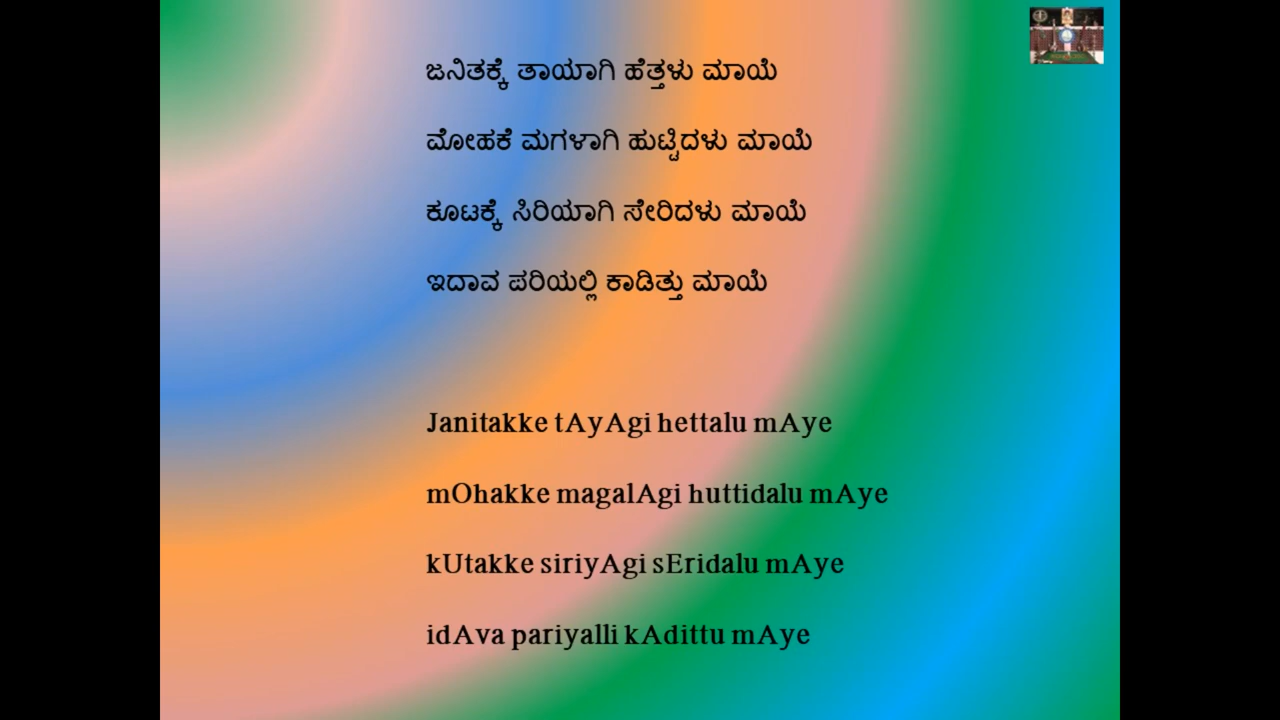 ಜನಿತಕ್ಕೆ ತಾಯಾಗಿ ಹೆತ್ತಳು ಮಾಯೆ
ಮೋಹಕೆ ಮಗಳಾಗಿ ಹುಟ್ಟಿದಳು ಮಾಯೆ
ಕೂಟಕ್ಕೆ ಸಿರಿಯಾಗಿ ಸೇರಿದಳು ಮಾಯೆ
ಇದಾವ ಪರಿಯಲ್ಲಿ ಕಾಡಿತ್ತು ಮಾಯೆ
Janitakke tAyAgi hettalu mAye
mOhakke magalAgi huttidalu mAye
kUtakke siriyAgi sEridalu mAye
idAva pariyalli kAdittu mAye